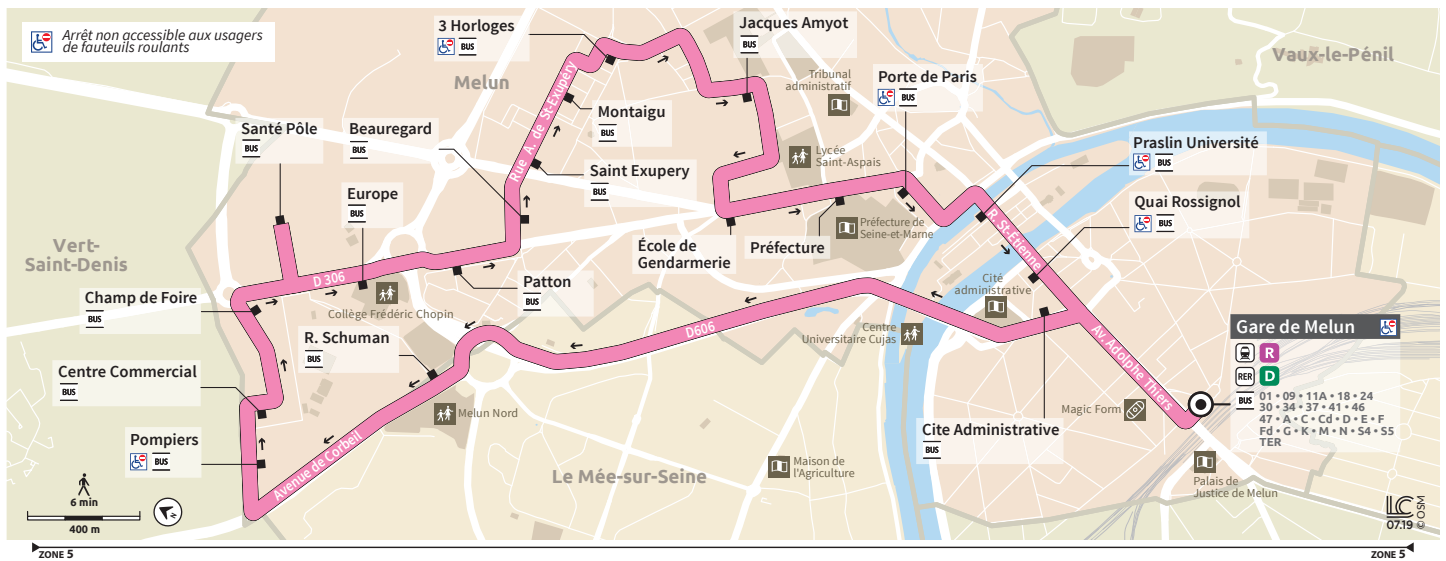 Arrêt non accessible aux usagers
de fauteuils roulants
3 Horloges
BUS
Jacques Amyot
BUS
Vaux-le-Pénil
Melun
Tribunal
administratif
Porte de Paris
BUS
Rue A. de St-Exupéry
Montaigu
BUS
Santé Pôle
BUS
Beauregard
BUS
Lycée
Saint-Aspais
Praslin Université
BUS
Saint Exupery
BUS
Europe
BUS
Quai Rossignol
BUS
R. St-Etienne
Préfecture de
Seine-et-Marne
École de
Gendarmerie
Préfecture
Vert-
Saint-Denis
D 306
Patton
BUS
Cité
administrative
Champ de Foire
BUS
Collège Frédéric Chopin
D606
Centre
Universitaire Cujas
R. Schuman
BUS
Av. Adolphe Thiers
Gare de Melun
R
RER
D
BUS
01 • 09 • 11A • 18 • 24
30 • 34 • 37 • 41 • 46
47 • A • C • Cd • D • E • F
Fd • G • K • M • N • S4 • S5
TER
Centre Commercial
BUS
Melun Nord
Magic Form
Cite Administrative
BUS
Pompiers
BUS
Avenue de Corbeil
Le Mée-sur-Seine
Maison de
l'Agriculture
Palais de
Justice de Melun
6 min
400 m
LC
07.19
© OSM
ZONE 5
ZONE 5